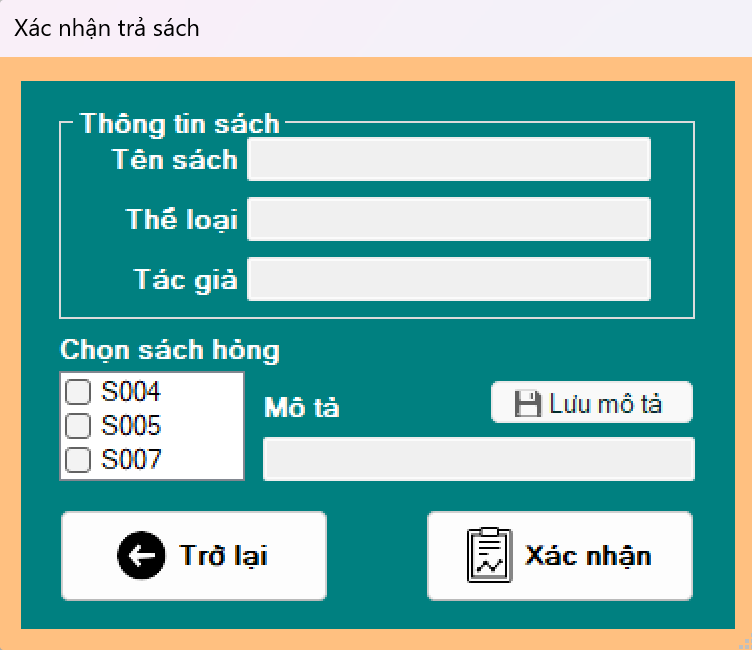 Xác nhận trả sách
Thông tin sách
Tên sách
Thể loại
Tác giả
Chọn sách hỏng
S004
S005
S007
Mô tả
Lưu mô tả
Trở lại
Xác nhận